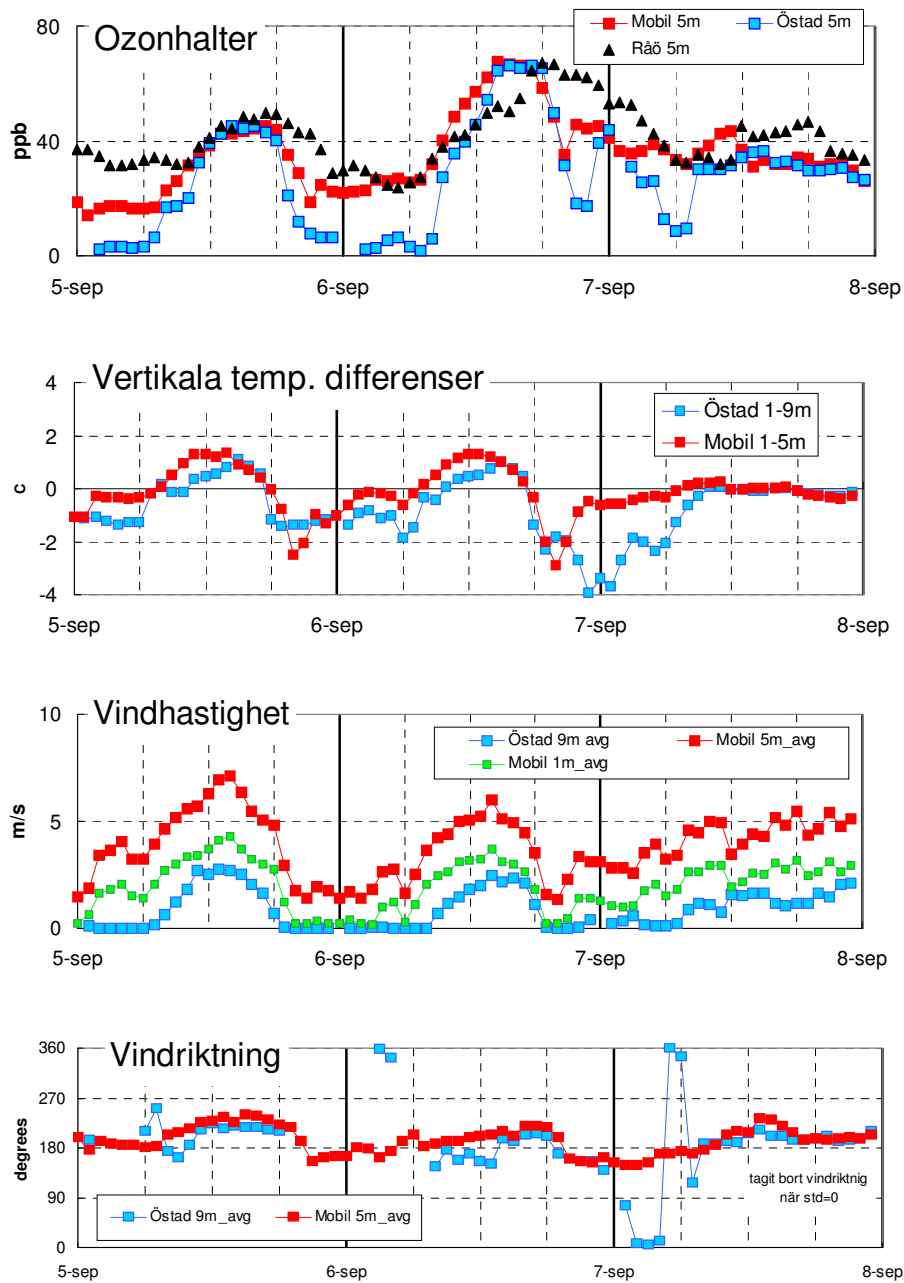 Ozonhalter
Mobil 5m
Östad 5m
Råö 5m
80
40
0
ppb
5-sep
6-sep
7-sep
8-sep
Vertikala temp. differenser
Östad 1-9m
Mobil 1-5m
4
2
0
-2
-4
c
5-sep
6-sep
7-sep
8-sep
Vindhastighet
Östad 9m avg
Mobil 5m_avg
Mobil 1m_avg
10
5
0
m/s
5-sep
6-sep
7-sep
8-sep
Vindriktning
360
270
180
90
0
degrees
tagit bort vindriktnig
när std=0
Östad 9m_avg
Mobil 5m_avg
5-sep
6-sep
7-sep
8-sep